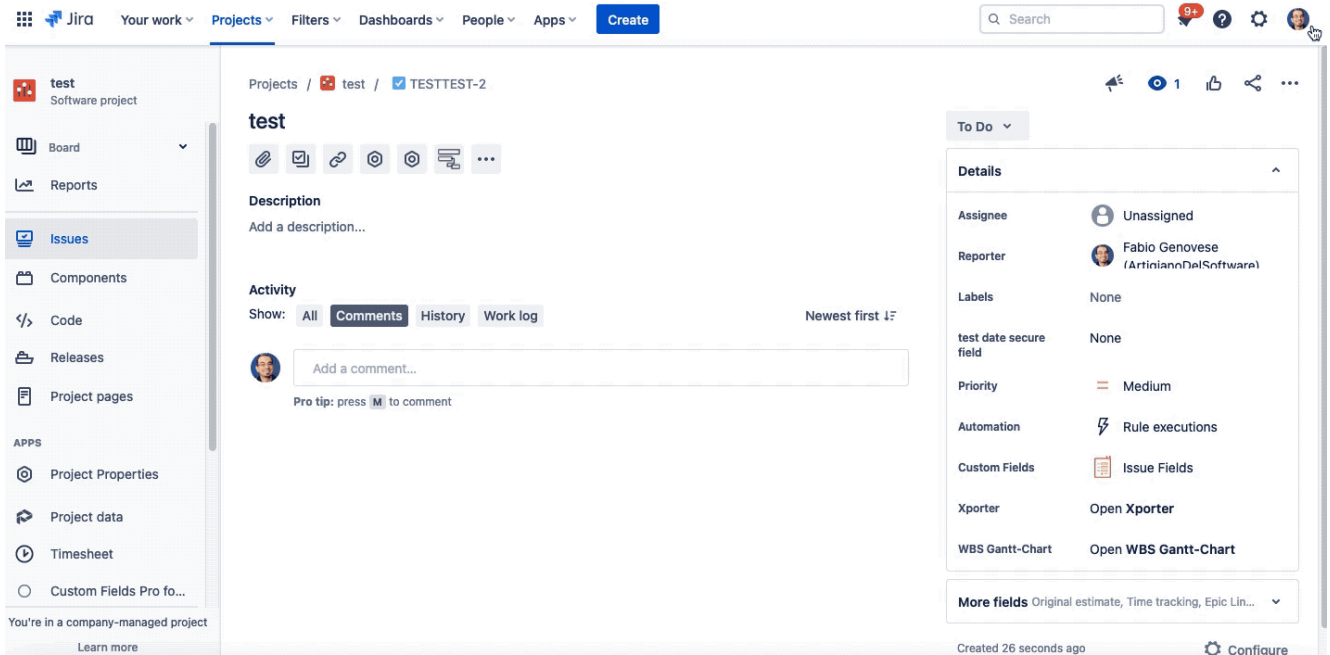 Jira Your work Projects Filters Dashboards People Apps Create Search 9+
test
Software project
Board
Reports
Issues
Components
Code
Releases
Project pages
APPS
Project Properties
Project data
Timesheet
Custom Fields Pro fo...
You're in a company-managed project
Learn more
Projects / test / TESTTEST-2
1
test
Description
Add a description...
Activity
Show: All Comments History Work log Newest first
Add a comment...
Pro tip: press M to comment
To Do
Details
Assignee Unassigned
Reporter Fabio Genovese
(ArtigianoDelSoftware)
Labels None
test date secure None
field
Priority Medium
Automation Rule executions
Custom Fields Issue Fields
Xporter Open Xporter
WBS Gantt-Chart Open WBS Gantt-Chart
More fields Original estimate, Time tracking, Epic Lin...
Created 26 seconds ago Configure